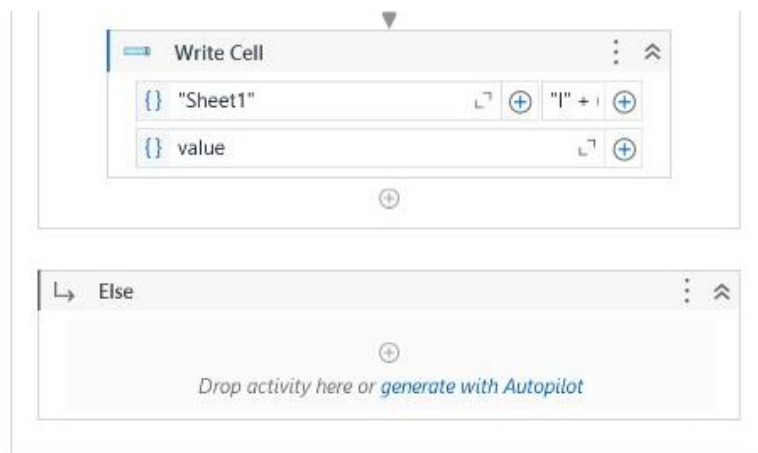 Write Cell
{} "Sheet1" "I" +
{} value
Else
Drop activity here or generate with Autopilot